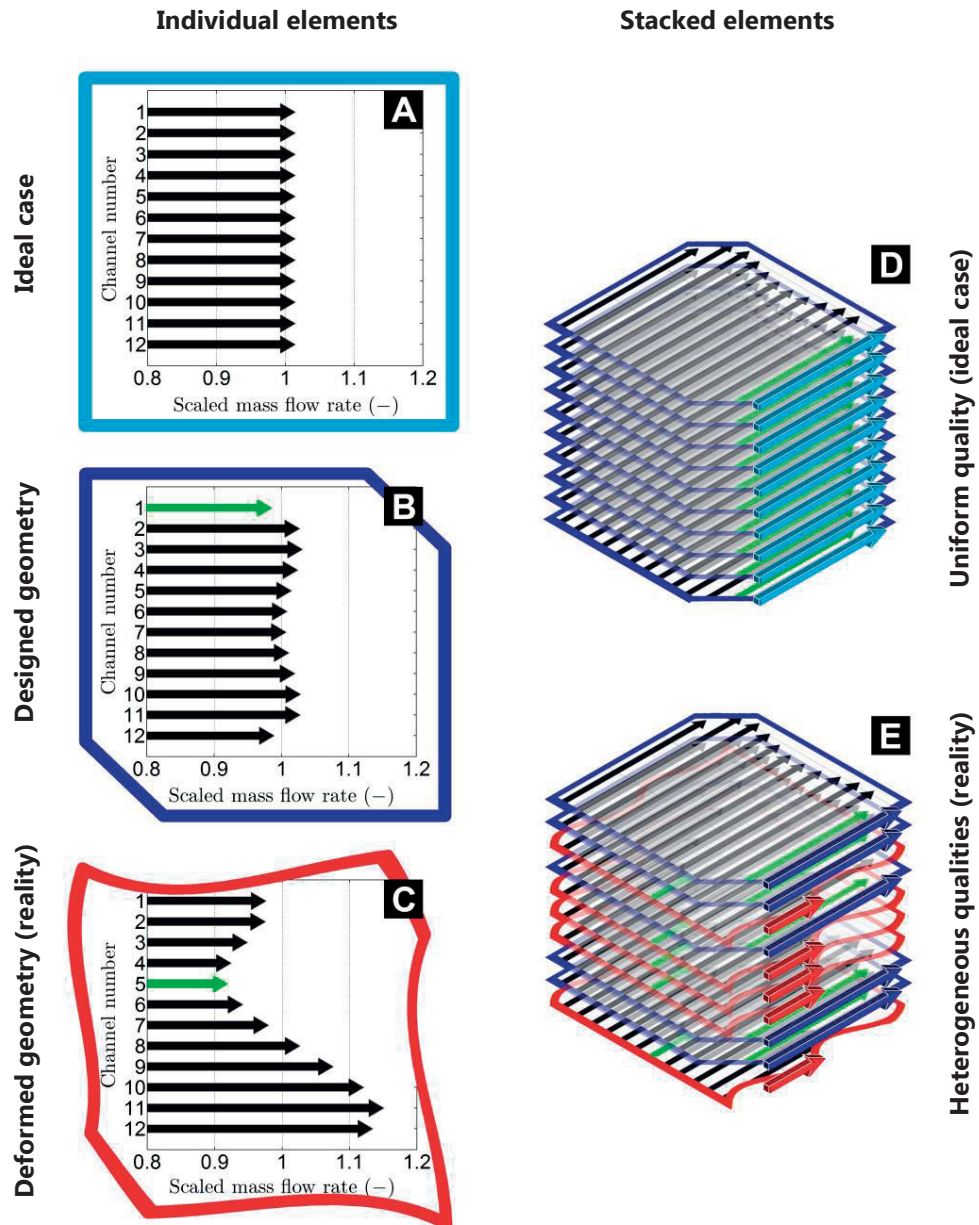 Individual elements
Stacked elements
Ideal case
A
Channel number
1
2
3
4
5
6
7
8
9
10
11
12
0.8 0.9 1 1.1 1.2
Scaled mass flow rate (−)
Designed geometry
B
Channel number
1
2
3
4
5
6
7
8
9
10
11
12
0.8 0.9 1 1.1 1.2
Scaled mass flow rate (−)
Deformed geometry (reality)
C
Channel number
1
2
3
4
5
6
7
8
9
10
11
12
0.8 0.9 1 1.1 1.2
Scaled mass flow rate (−)
D
Uniform quality (ideal case)
E
Heterogeneous qualities (reality)